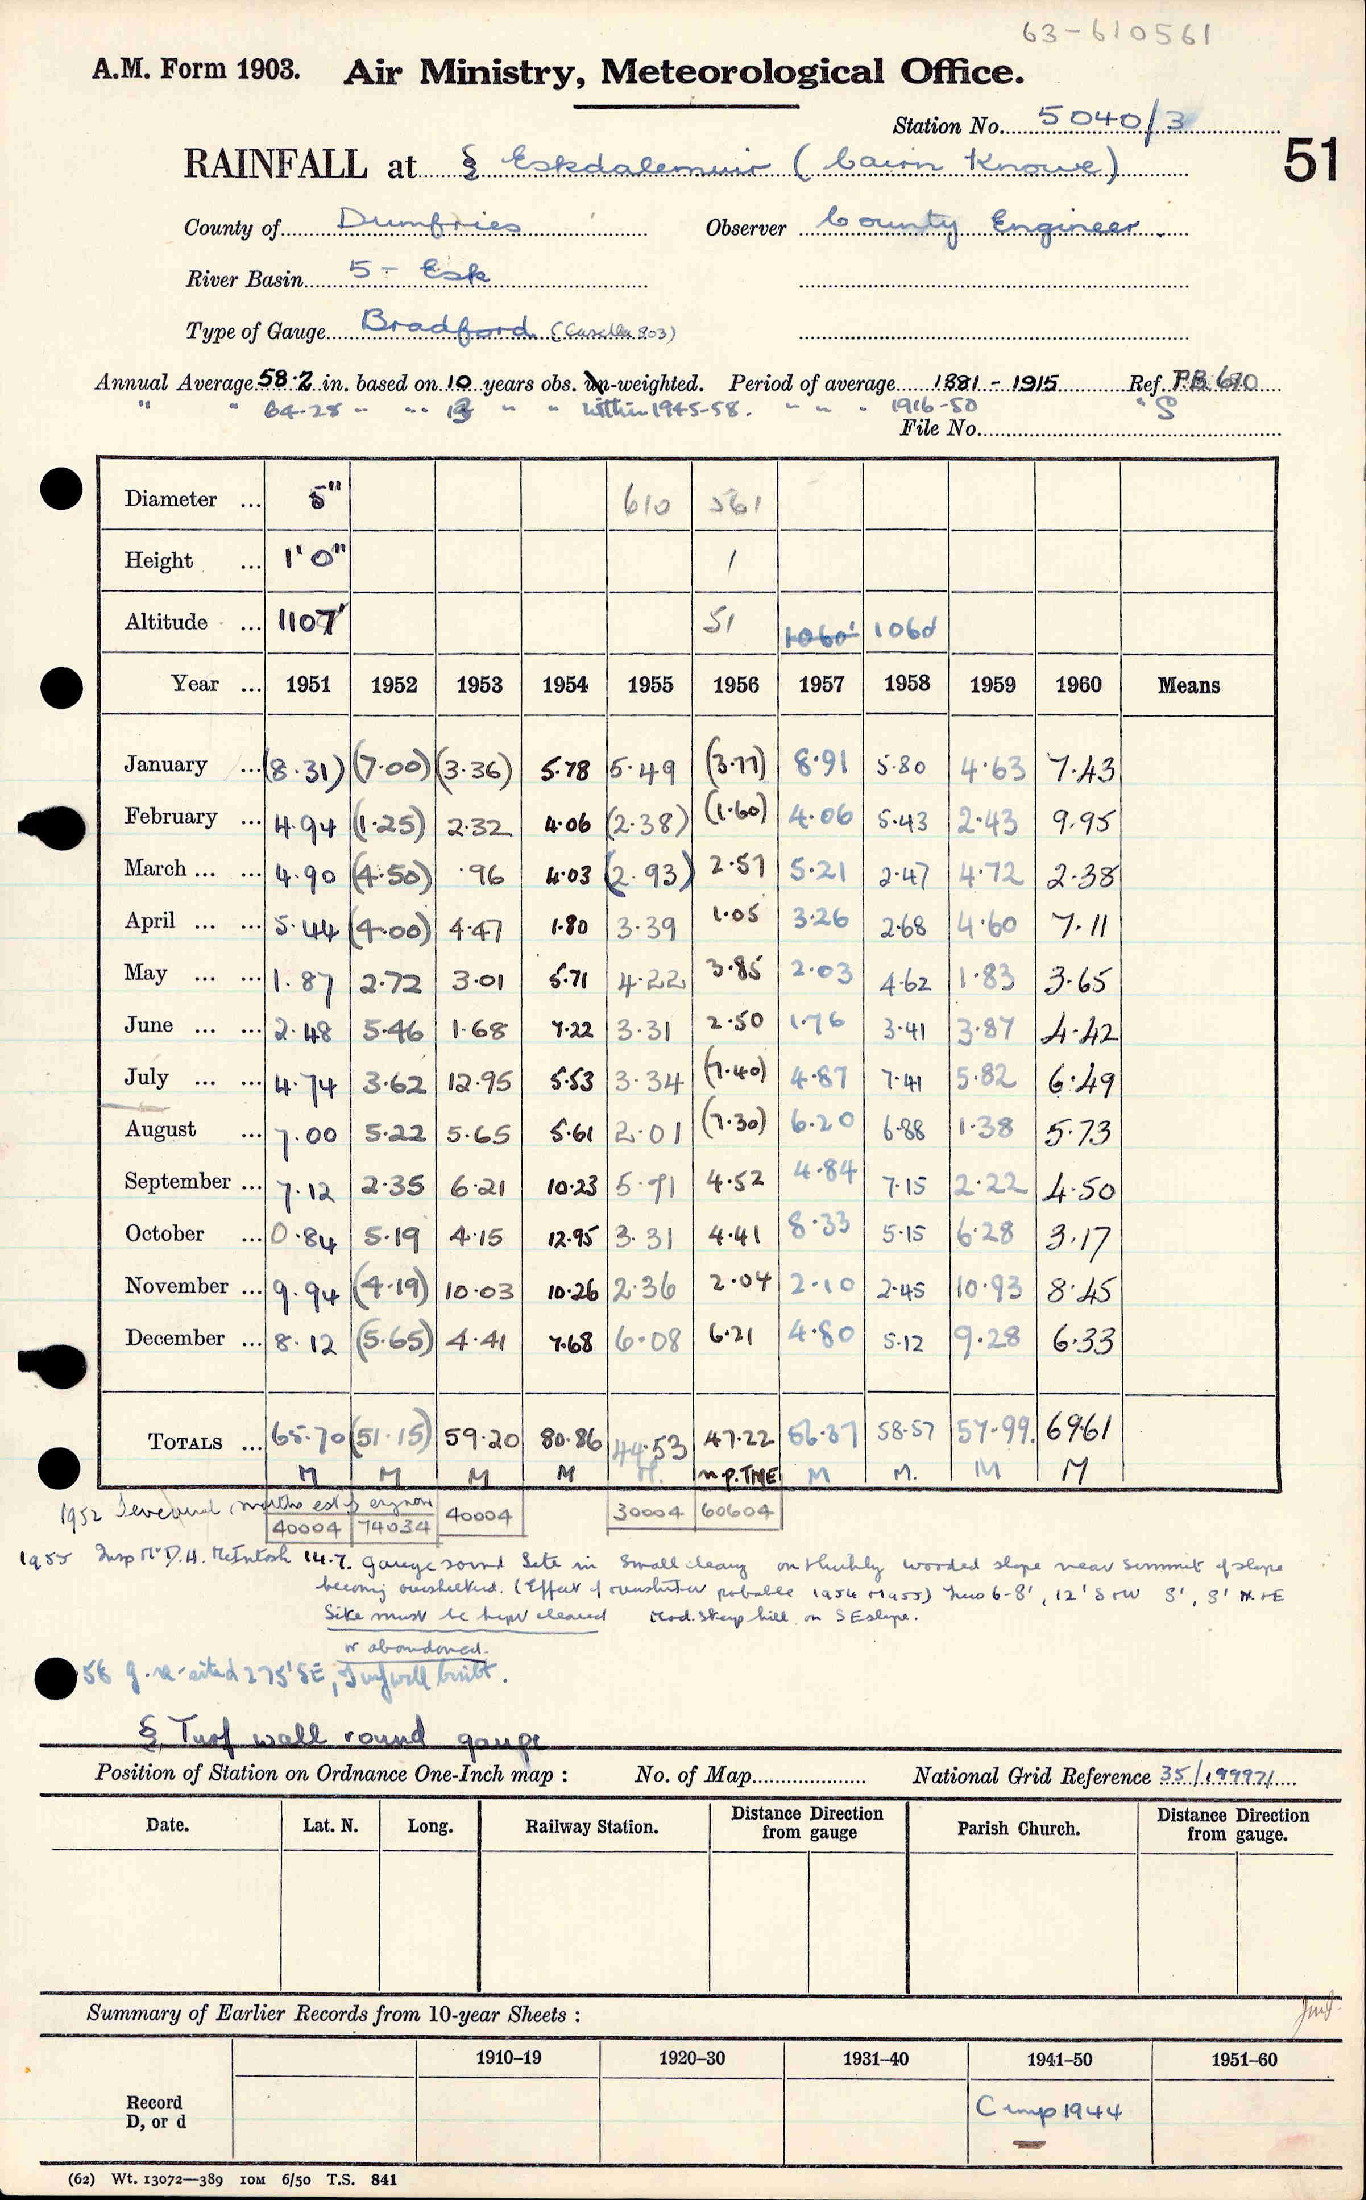 63-610561
A.M. Form 1903. Air Ministry, Meteorological Office.
Station No. 5040/3
51
RAINFALL at § Eskdalemuir (Cairn Knowe)
County of Dumfries Observer County Engineer.
River Basin 5 - Esk
Type of Gauge Bradford (Casella 803)
Annual Average 58.2 in. based on 10 years obs. un-weighted. Period of average 1881 - 1915 Ref. P.B. 610
" " 64.28 " " " " " within 1945-58. " " " 1916-50 " S
File No.
Diameter ... 5" 610 561
Height ... 1' 0" 1
Altitude ... 1107' 51 1060' 1060
Year ... 1951 1952 1953 1954 1955 1956 1957 1958 1959 1960 Means
January ... (8.31) (7.00) (3.36) 5.78 5.49 (3.77) 8.91 5.80 4.63 7.43
February ... 4.94 (1.25) 2.32 4.06 (2.38) (1.60) 4.06 5.43 2.43 9.95
March ... ... 4.90 (4.50) .96 4.03 (2.93) 2.57 5.21 2.47 4.72 2.38
April ... ... 5.44 (4.00) 4.47 1.80 3.39 1.05 3.26 2.68 4.60 7.11
May ... ... 1.87 2.72 3.01 5.71 4.22 3.85 2.03 4.62 1.83 3.65
June ... ... 2.48 5.46 1.68 7.22 3.31 2.50 1.76 3.41 3.87 4.42
July ... ... 4.74 3.62 12.95 5.53 3.34 (7.40) 4.87 7.41 5.82 6.49
August ... 7.00 5.22 5.65 5.61 2.01 (7.30) 6.20 6.88 1.38 5.73
September ... 7.12 2.35 6.21 10.23 5.71 4.52 4.84 7.15 2.22 4.50
October ... 0.84 5.19 4.15 12.95 3.31 4.41 8.33 5.15 6.28 3.17
November ... 9.94 (4.19) 10.03 10.26 2.36 2.04 2.10 2.45 10.93 8.45
December ... 8.12 (5.65) 4.41 7.68 6.08 6.21 4.80 5.12 9.28 6.33
TOTALS ... 65.70 (51.15) 59.20 80.86 44.53 47.22 56.37 58.57 57.99 69.61
M M M M M. n p. TME M M. M M
1952 Several months est
40004 74034 40004 30004 60604
1955 Insp Mr D.H. McIntosh 14.7. gauge sound Site in small clearing on thickly wooded slope near summit of slope
becoming oversheltered. (Effect of probable 1954 1955) 6-8', 12' S W 8', 8' N E
Site must be kept cleared Mod. steep hill on SE slope.
or abandoned.
56 g. re-sited 275' SE, Turf wall built.
§ Turf wall round gauge
Position of Station on Ordnance One-Inch map : No. of Map National Grid Reference 35/199971
Date. Lat. N. Long. Railway Station. Distance Direction from gauge Parish Church. Distance Direction from gauge.
Summary of Earlier Records from 10-year Sheets :
1910–19 1920–30 1931–40 1941–50 1951–60
Record
D, or d
C 1944
(62) Wt. 13072—389 10M 6/50 T.S. 841